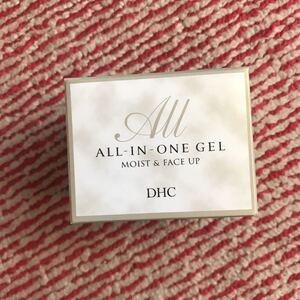 All
ALL-IN-ONE GEL
MOIST & FACE UP
DHC